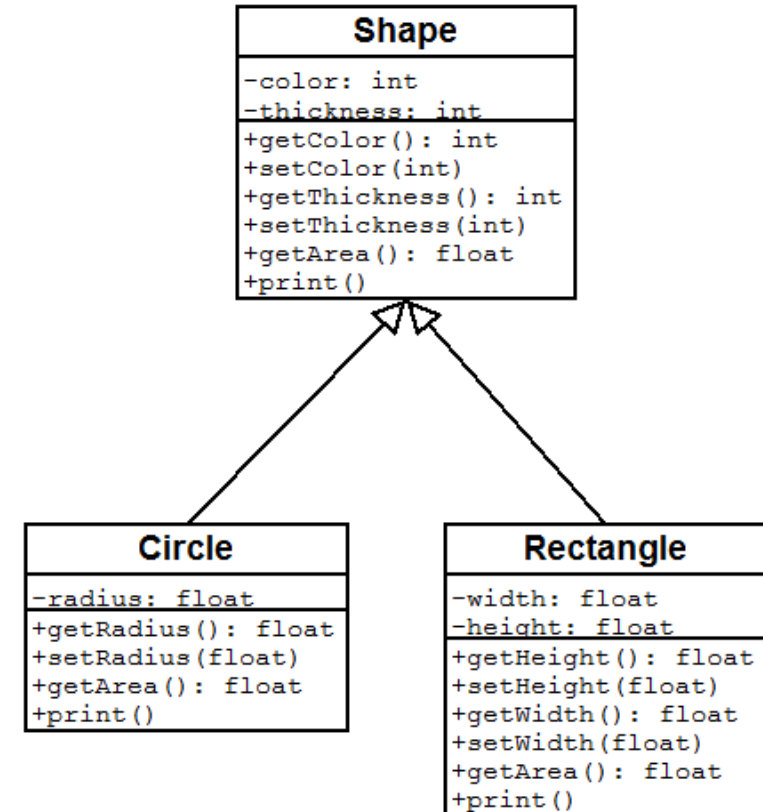 Shape
-color: int
-thickness: int
+getColor(): int
+setColor(int)
+getThickness(): int
+setThickness(int)
+getArea(): float
+print()
Circle
-radius: float
+getRadius(): float
+setRadius(float)
+getArea(): float
+print()
Rectangle
-width: float
-height: float
+getHeight(): float
+setHeight(float)
+getWidth(): float
+setWidth(float)
+getArea(): float
+print()